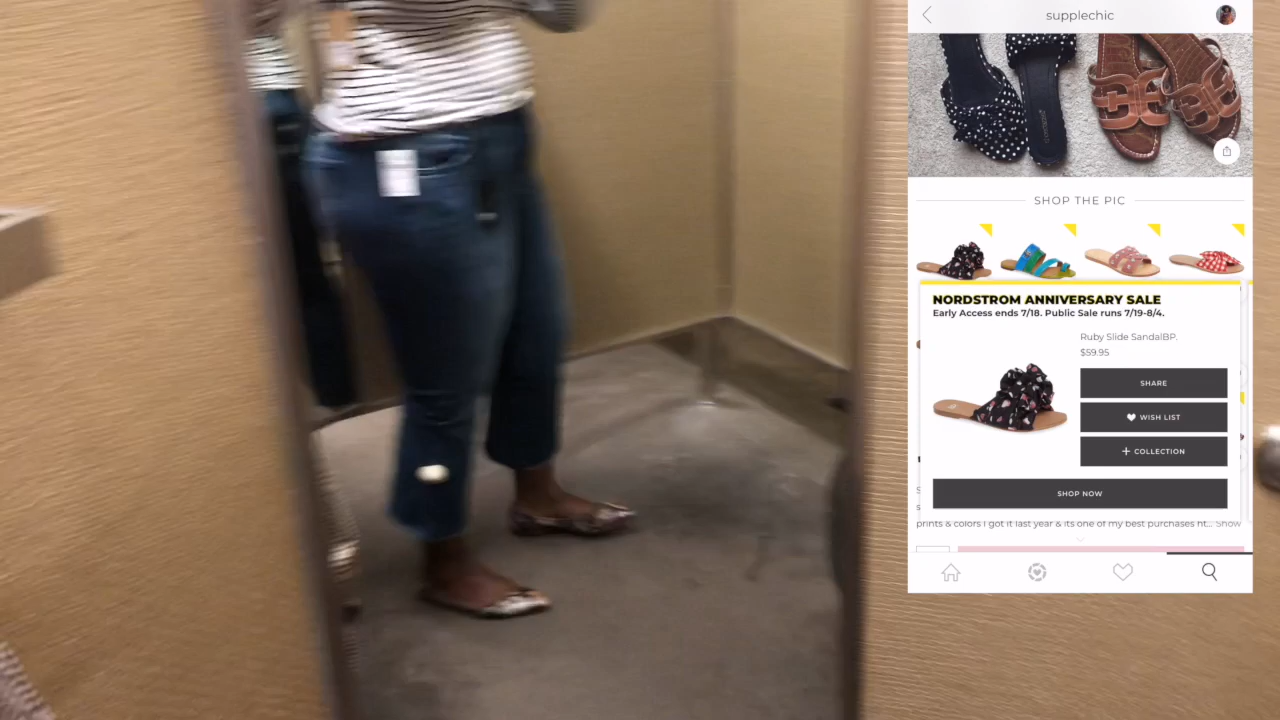 supplechic
SHOP THE PIC
NORDSTROM ANNIVERSARY SALE
Early Access ends 7/18. Public Sale runs 7/19-8/4.
Ruby Slide SandalBP.
$59.95
SHARE
WISH LIST
+ COLLECTION
SHOP NOW
prints & colors I got it last year & its one of my best purchases ht... Show